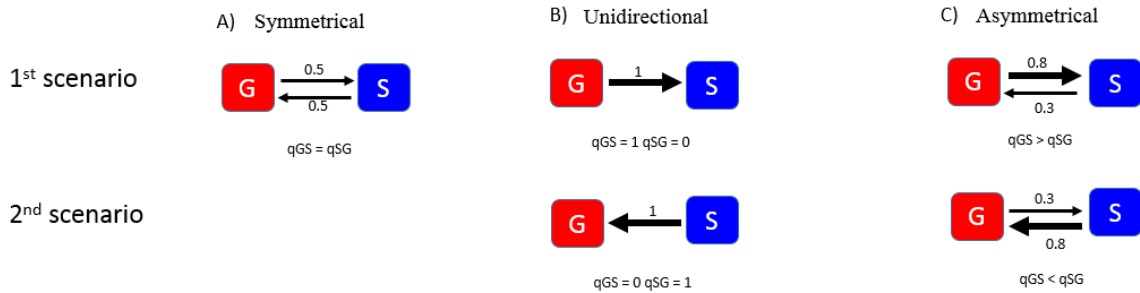 A) Symmetrical
B) Unidirectional
C) Asymmetrical
1st scenario
G 0.5 S
0.5
qGS = qSG
G 1 S
qGS = 1 qSG = 0
G 0.8 S
0.3
qGS > qSG
2nd scenario
G 1 S
qGS = 0 qSG = 1
G 0.3 S
0.8
qGS < qSG